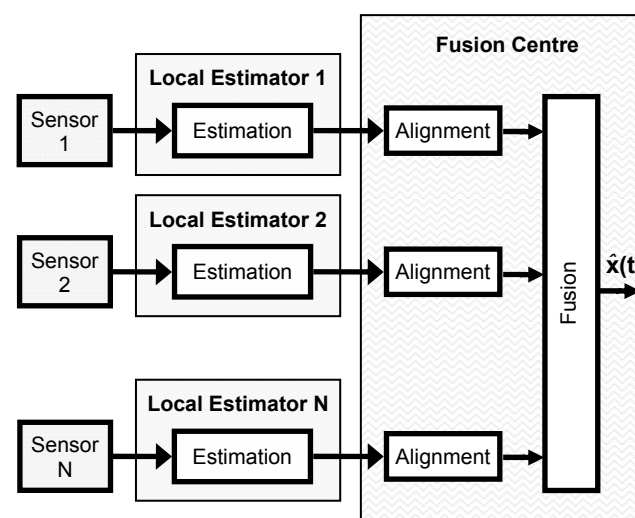 Fusion Centre
Local Estimator 1
Sensor
1
Estimation
Alignment
Local Estimator 2
Sensor
2
Estimation
Alignment
Fusion
x̂(t
Local Estimator N
Sensor
N
Estimation
Alignment